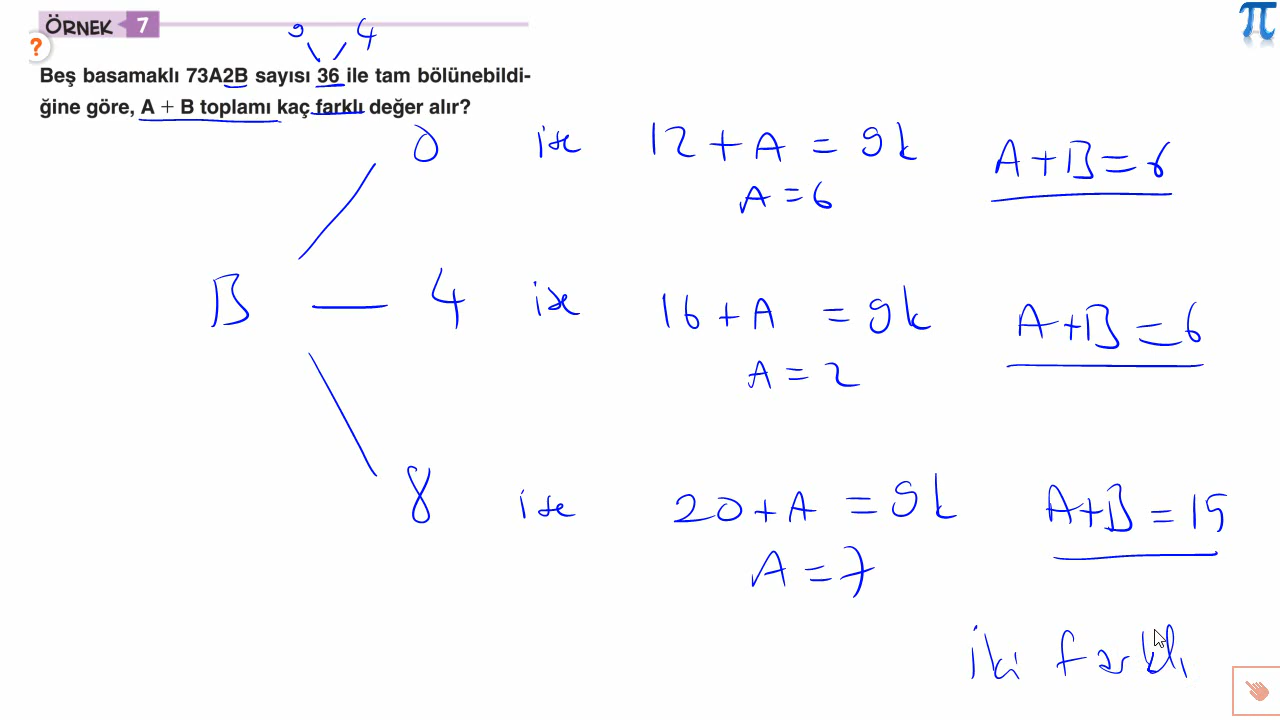 ÖRNEK 7
π
?
9 4
Beş basamaklı 73A2B sayısı 36 ile tam bölünebildi-
ğine göre, A + B toplamı kaç farklı değer alır?
0 ise 12 + A = 9k A + B = 6
A = 6
B 4 ise 16 + A = 9k A + B = 6
A = 2
8 ise 20 + A = 9k A + B = 15
A = 7
iki farklı